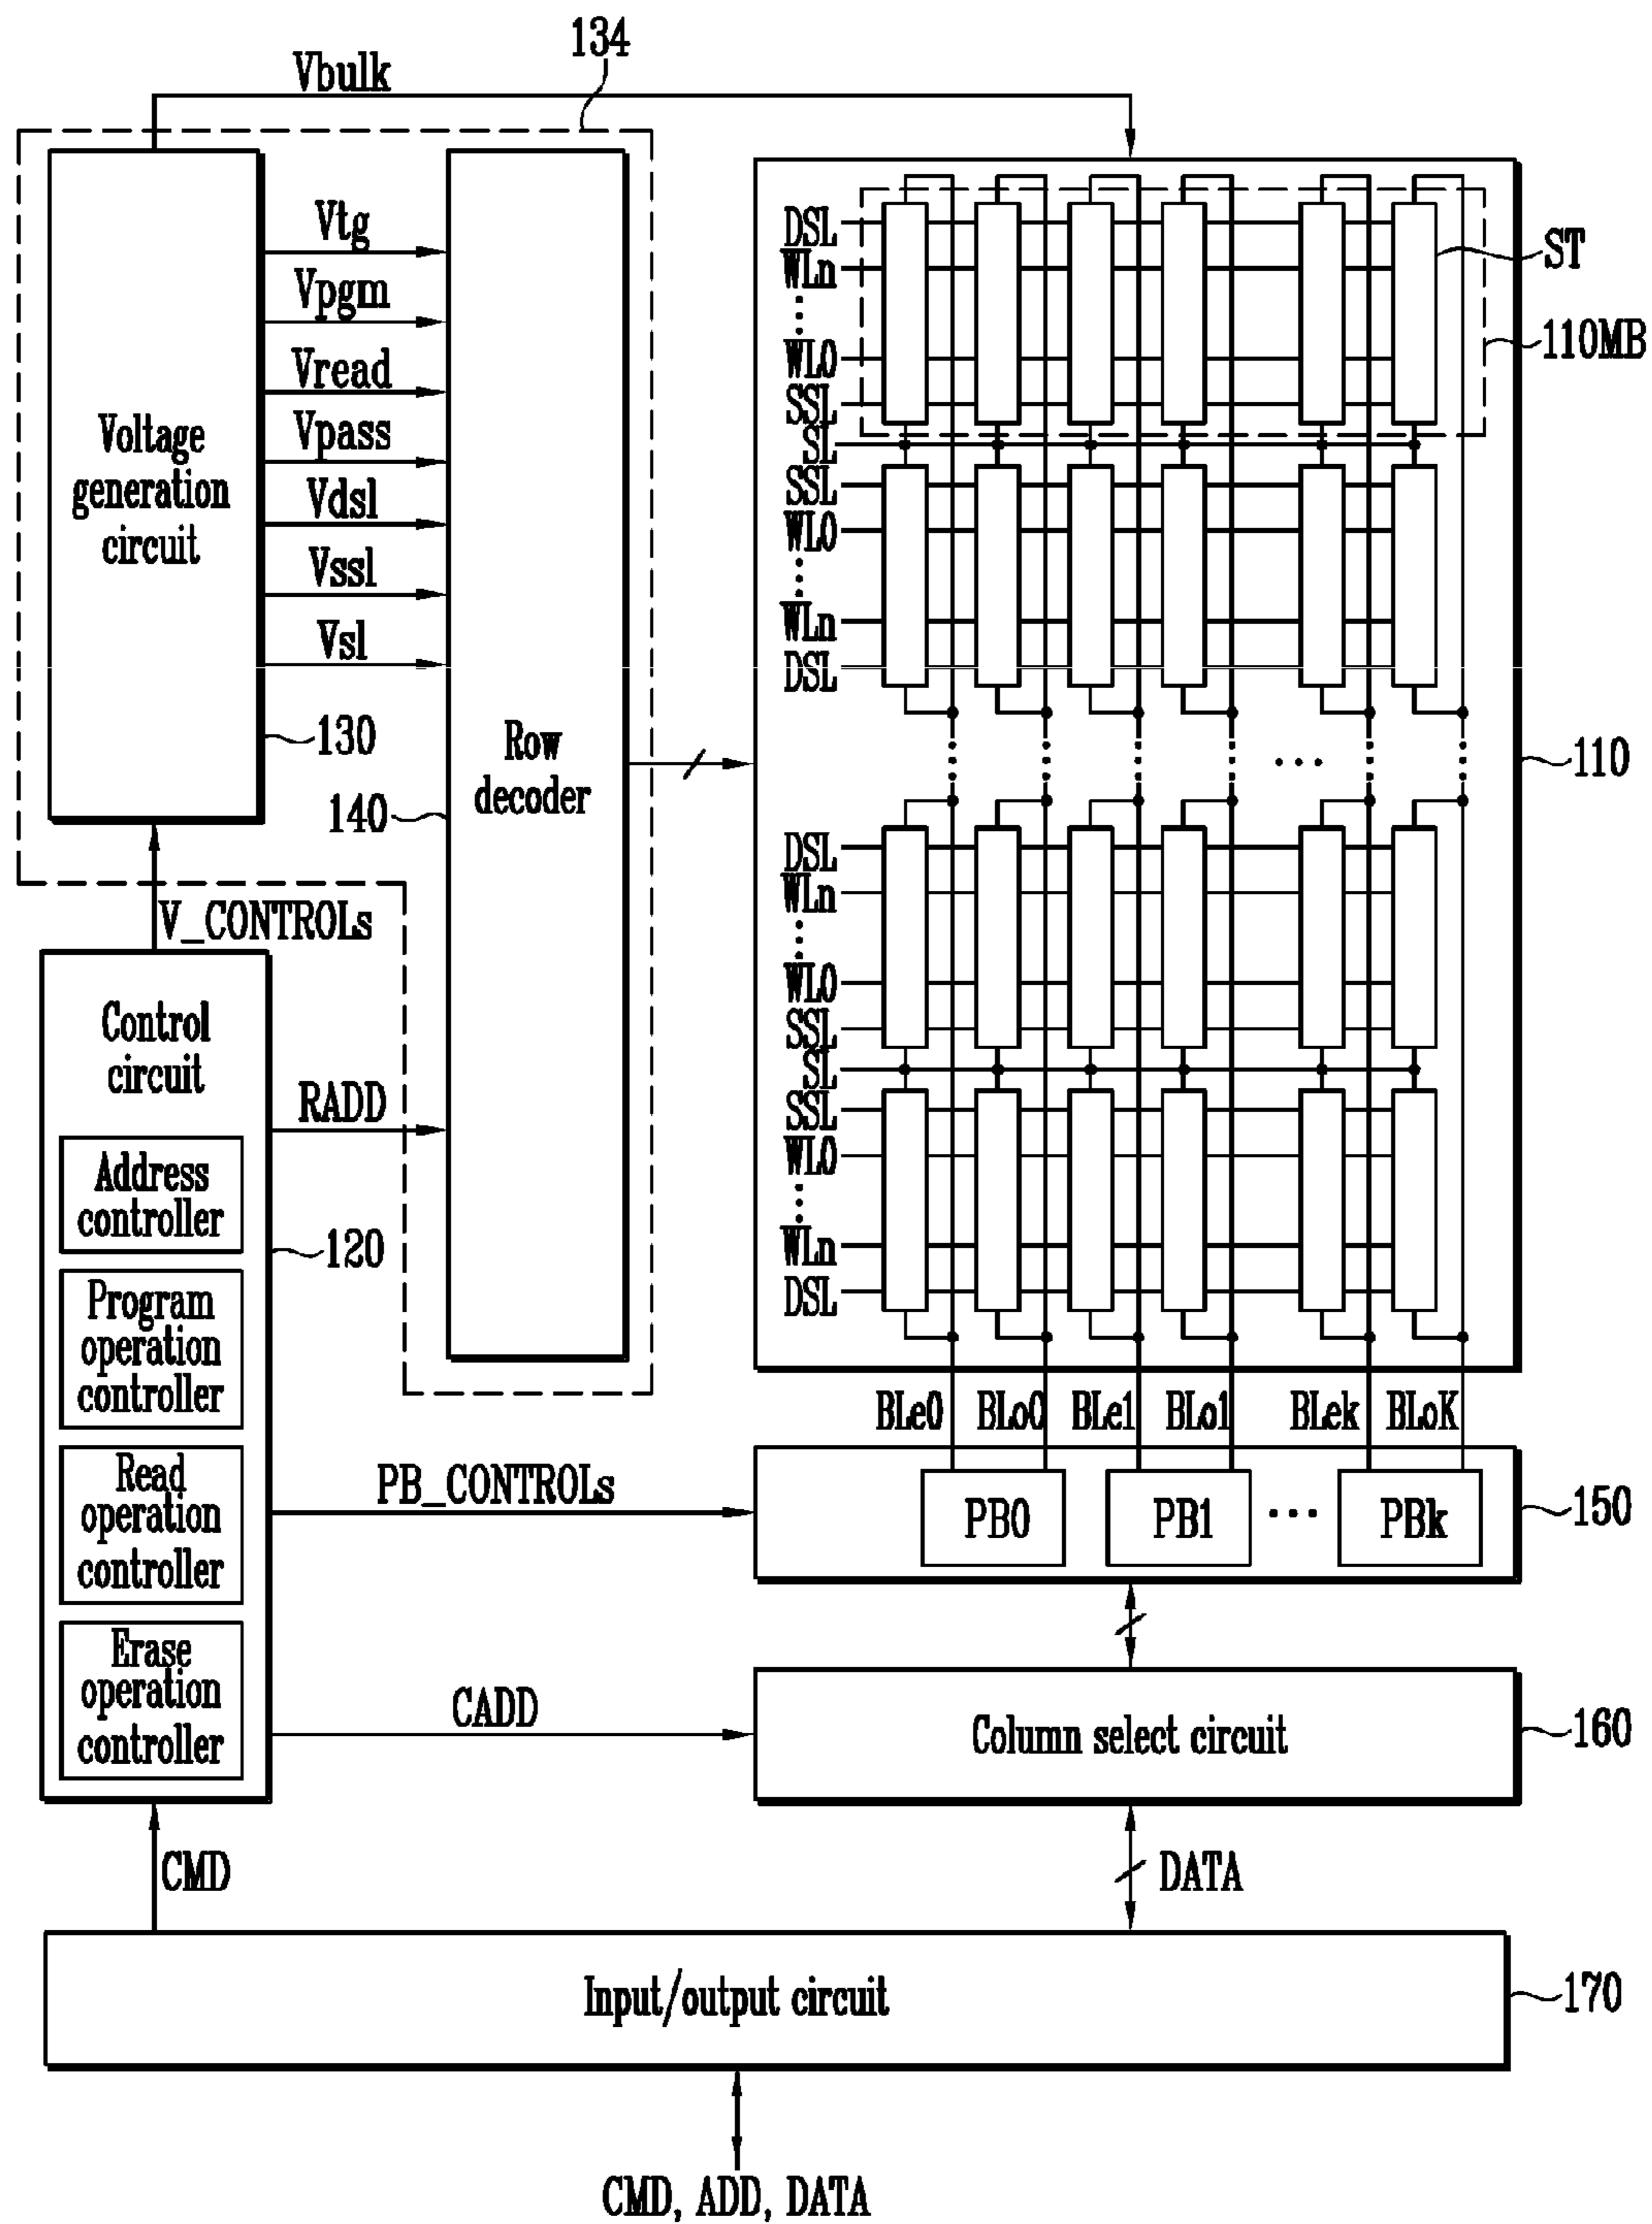 134
Vbulk
Vtg
Vpgm
Vread
Vpass
Vdsl
Vssl
Vsl
Voltage
generation
circuit
130
Row
decoder
140
DSL
WLn
WL0
SSL
SL
SSL
WL0
WLn
DSL
ST
110MB
110
DSL
WLn
WL0
SSL
SL
SSL
WL0
WLn
DSL
V_CONTROLs
Control
circuit
RADD
Address
controller
120
Program
operation
controller
Read
operation
controller
Erase
operation
controller
BLe0 BLo0 BLe1 BLo1 BLek BLoK
PB_CONTROLs
PB0 PB1 ... PBk
150
CADD
Column select circuit
160
CMD
DATA
Input/output circuit
170
CMD, ADD, DATA